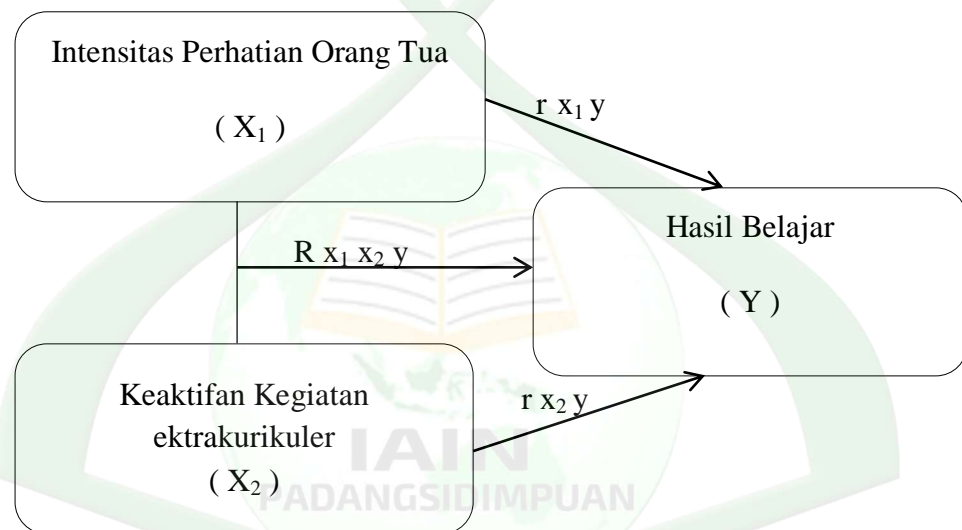 Intensitas Perhatian Orang Tua
( X₁ )
r x₁ y
Hasil Belajar
( Y )
R x₁ x₂ y
Keaktifan Kegiatan
ektrakurikuler
( X₂ )
r x₂ y
IAIN
PADANGSIDIMPUAN